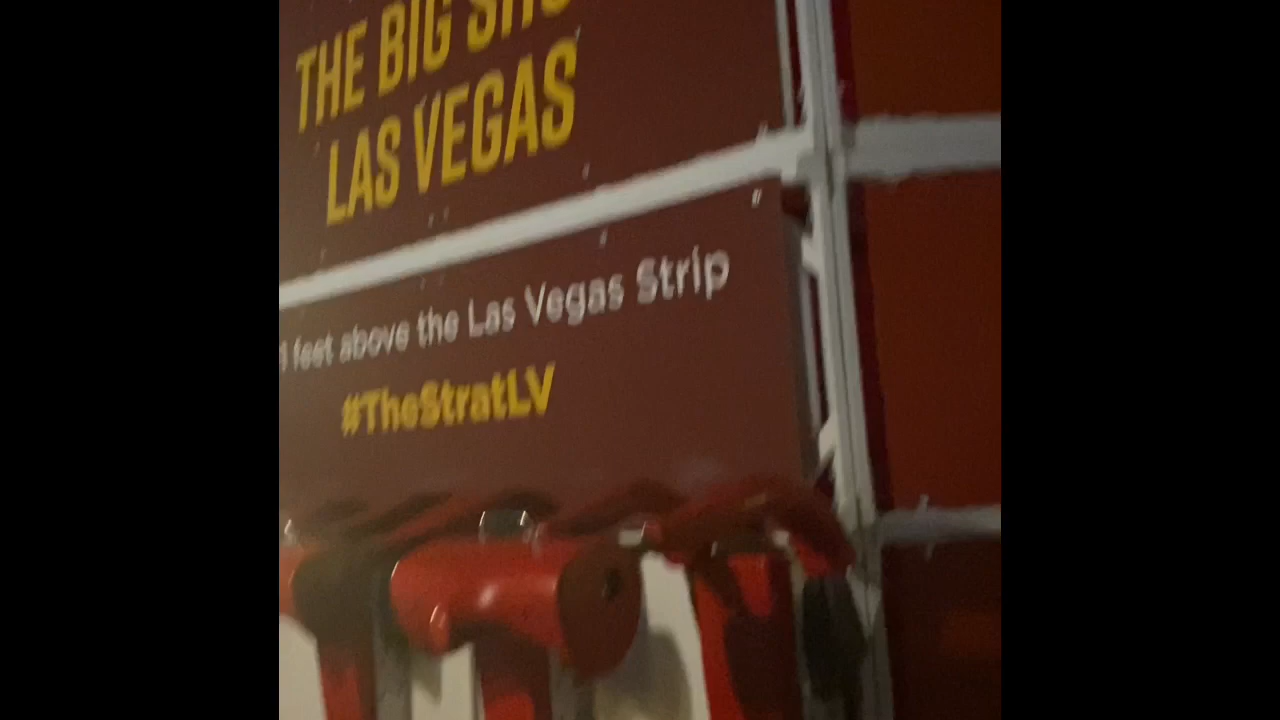 THE BIG
LAS VEGAS
feet above the Las Vegas Strip
#TheStratLV